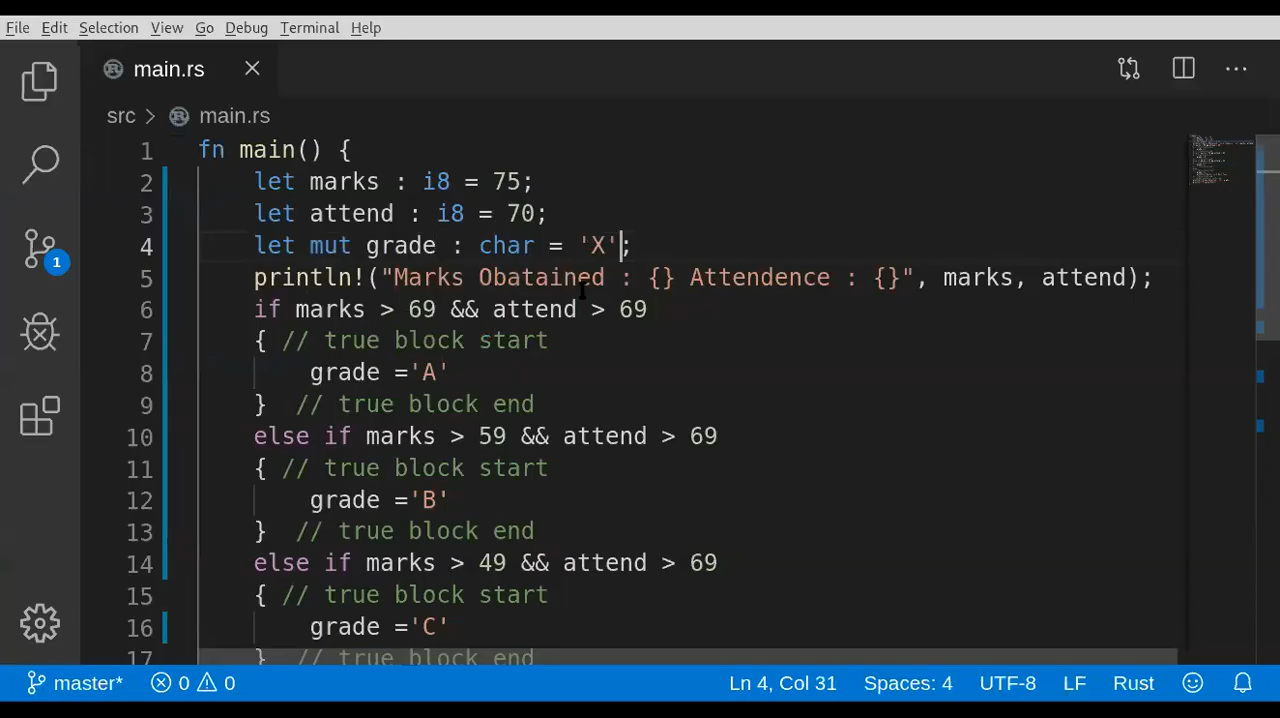 File Edit Selection View Go Debug Terminal Help
main.rs
src > main.rs
1 fn main() {
2 let marks : i8 = 75;
3 let attend : i8 = 70;
4 let mut grade : char = 'X';
5 println!("Marks Obatained : {} Attendence : {}", marks, attend);
6 if marks > 69 && attend > 69
7 { // true block start
8 grade ='A'
9 } // true block end
10 else if marks > 59 && attend > 69
11 { // true block start
12 grade ='B'
13 } // true block end
14 else if marks > 49 && attend > 69
15 { // true block start
16 grade ='C'
17 } // true block end
1
master* 0 0 Ln 4, Col 31 Spaces: 4 UTF-8 LF Rust